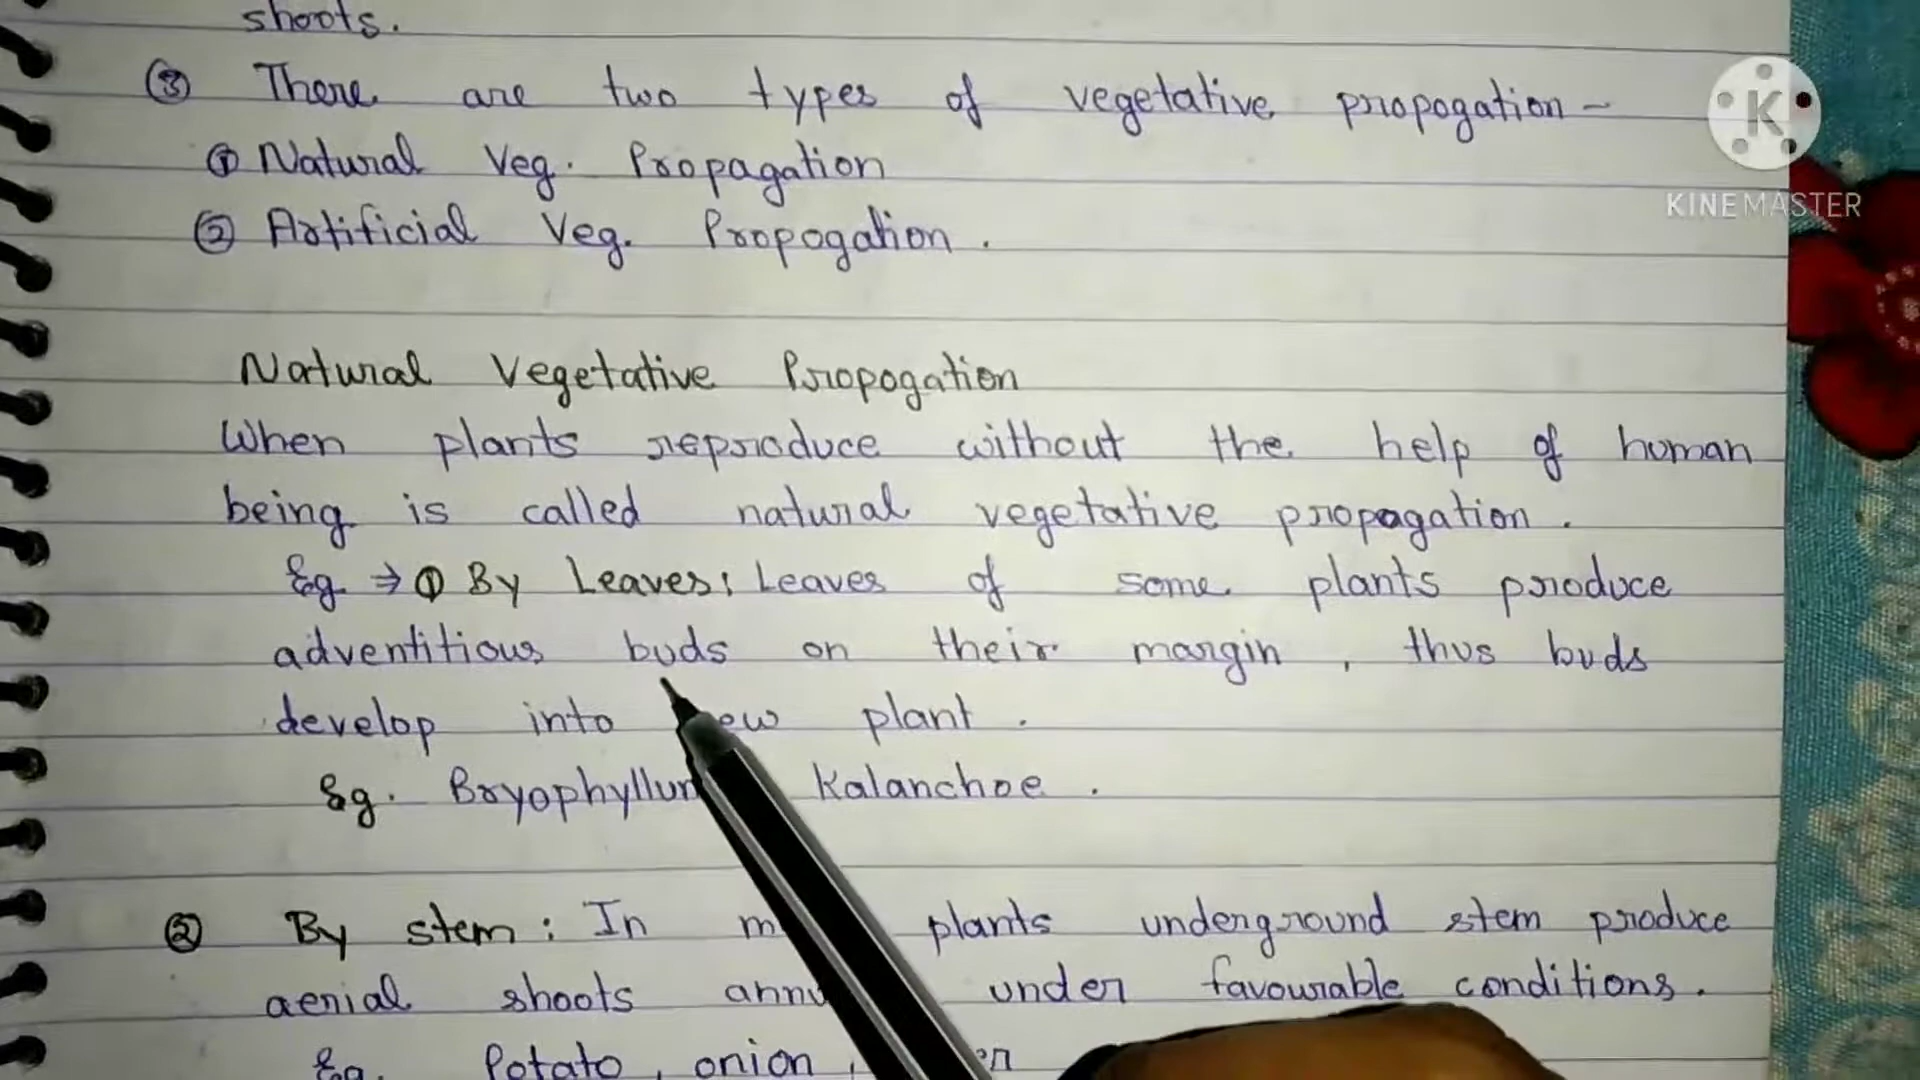 shoots.
③ There are two types of vegetative propogation -
① Natural Veg. Propagation
② Artificial Veg. Propogation.
Natural Vegetative Propogation
When plants reproduce without the help of human
being is called natural vegetative propagation.
Eg ⇒ ① By Leaves: Leaves of some plants produce
adventitious buds on their margin, thus buds
develop into plant.
Eg. Kalanchoe.
② By stem: In plants underground stem produce
aerial shoots under favourable conditions.
Eg. Potato, onion,
K
KINEMASTER